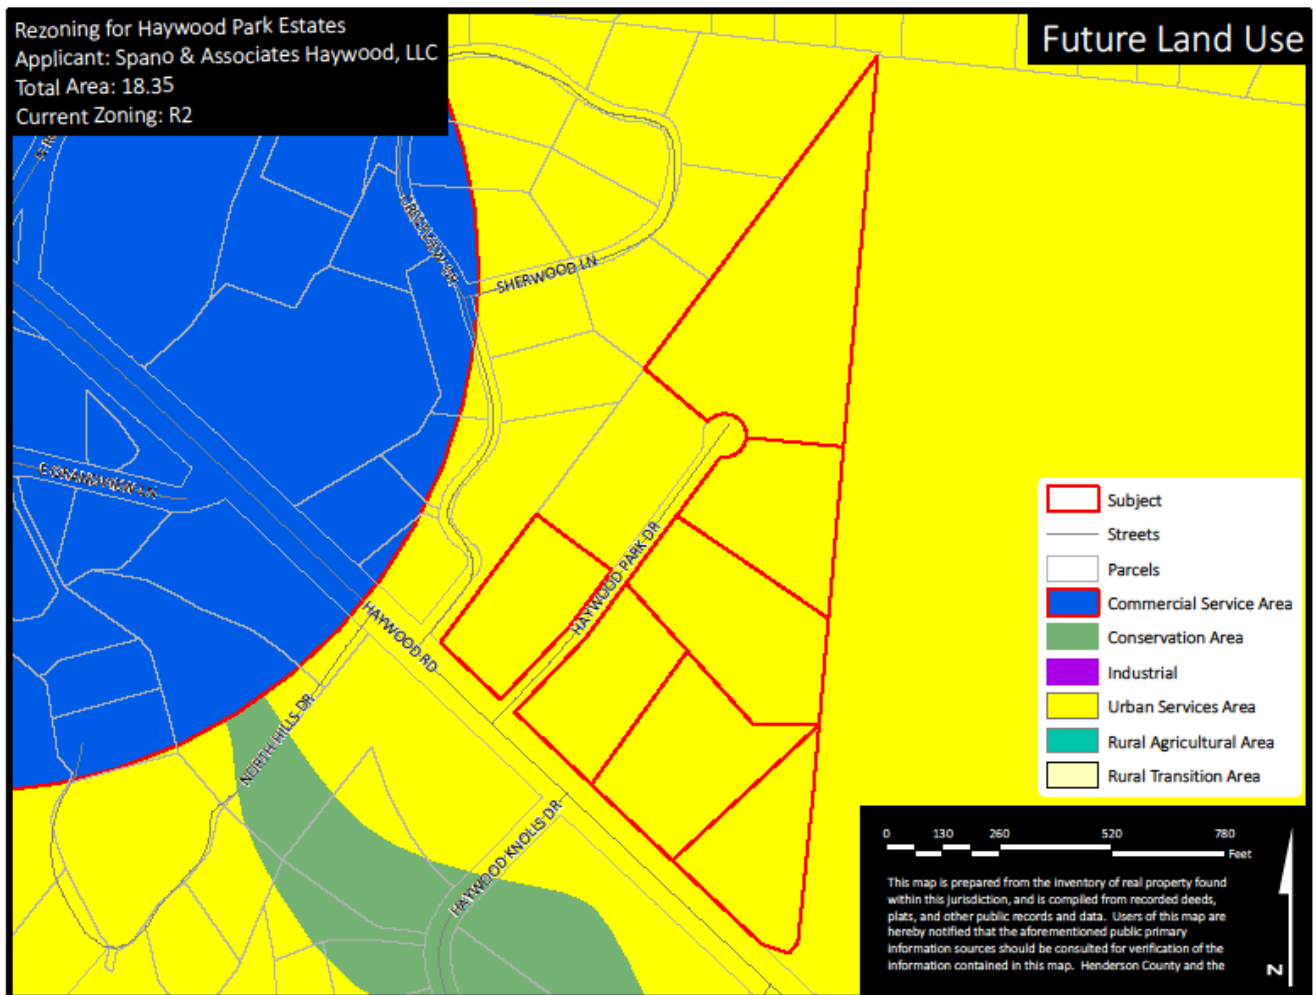 Rezoning for Haywood Park Estates
Applicant: Spano & Associates Haywood, LLC
Total Area: 18.35
Current Zoning: R2
Future Land Use
SHERWOOD LN
E GRANDVIEW LN
HAYWOOD PARK DR
HAYWOOD RD
NORTH HILLS DR
HAYWOOD KNOLLS DR
Subject
Streets
Parcels
Commercial Service Area
Conservation Area
Industrial
Urban Services Area
Rural Agricultural Area
Rural Transition Area
0 130 260 520 780
Feet
This map is prepared from the inventory of real property found
within this jurisdiction, and is compiled from recorded deeds,
plats, and other public records and data. Users of this map are
hereby notified that the aforementioned public primary
information sources should be consulted for verification of the
information contained in this map. Henderson County and the
N